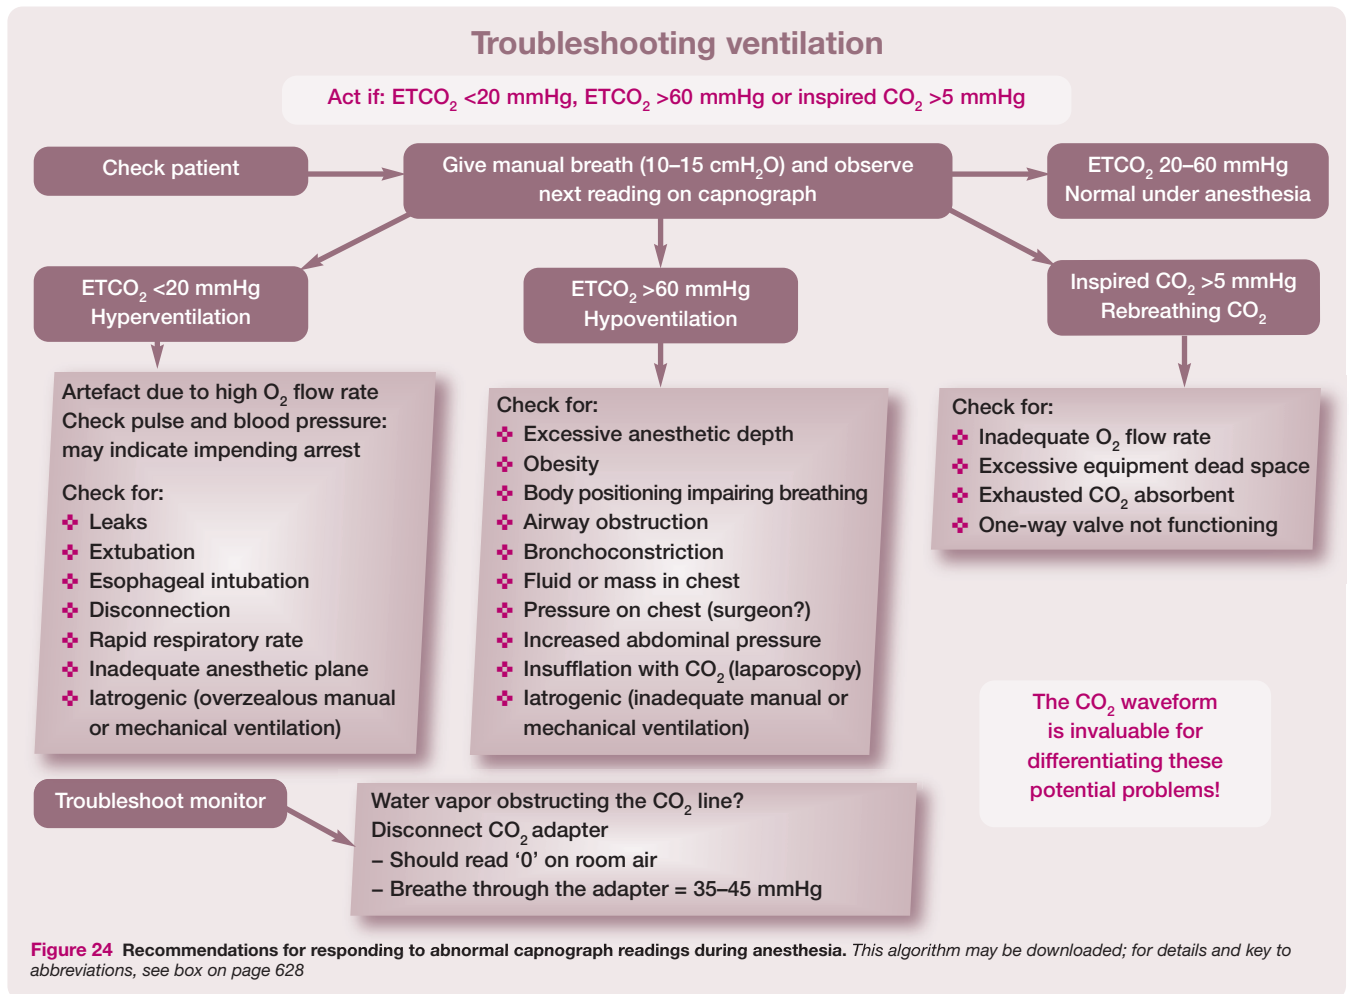 Troubleshooting ventilation
Act if: ETCO₂ <20 mmHg, ETCO₂ >60 mmHg or inspired CO₂ >5 mmHg
Check patient
Give manual breath (10–15 cmH₂O) and observe
next reading on capnograph
ETCO₂ 20–60 mmHg
Normal under anesthesia
ETCO₂ <20 mmHg
Hyperventilation
ETCO₂ >60 mmHg
Hypoventilation
Inspired CO₂ >5 mmHg
Rebreathing CO₂
Artefact due to high O₂ flow rate
Check pulse and blood pressure:
may indicate impending arrest
Check for:
✤ Leaks
✤ Extubation
✤ Esophageal intubation
✤ Disconnection
✤ Rapid respiratory rate
✤ Inadequate anesthetic plane
✤ Iatrogenic (overzealous manual
or mechanical ventilation)
Check for:
✤ Excessive anesthetic depth
✤ Obesity
✤ Body positioning impairing breathing
✤ Airway obstruction
✤ Bronchoconstriction
✤ Fluid or mass in chest
✤ Pressure on chest (surgeon?)
✤ Increased abdominal pressure
✤ Insufflation with CO₂ (laparoscopy)
✤ Iatrogenic (inadequate manual or
mechanical ventilation)
Check for:
✤ Inadequate O₂ flow rate
✤ Excessive equipment dead space
✤ Exhausted CO₂ absorbent
✤ One-way valve not functioning
The CO₂ waveform
is invaluable for
differentiating these
potential problems!
Troubleshoot monitor
Water vapor obstructing the CO₂ line?
Disconnect CO₂ adapter
– Should read ‘0’ on room air
– Breathe through the adapter = 35–45 mmHg
Figure 24 Recommendations for responding to abnormal capnograph readings during anesthesia. This algorithm may be downloaded; for details and key to
abbreviations, see box on page 628